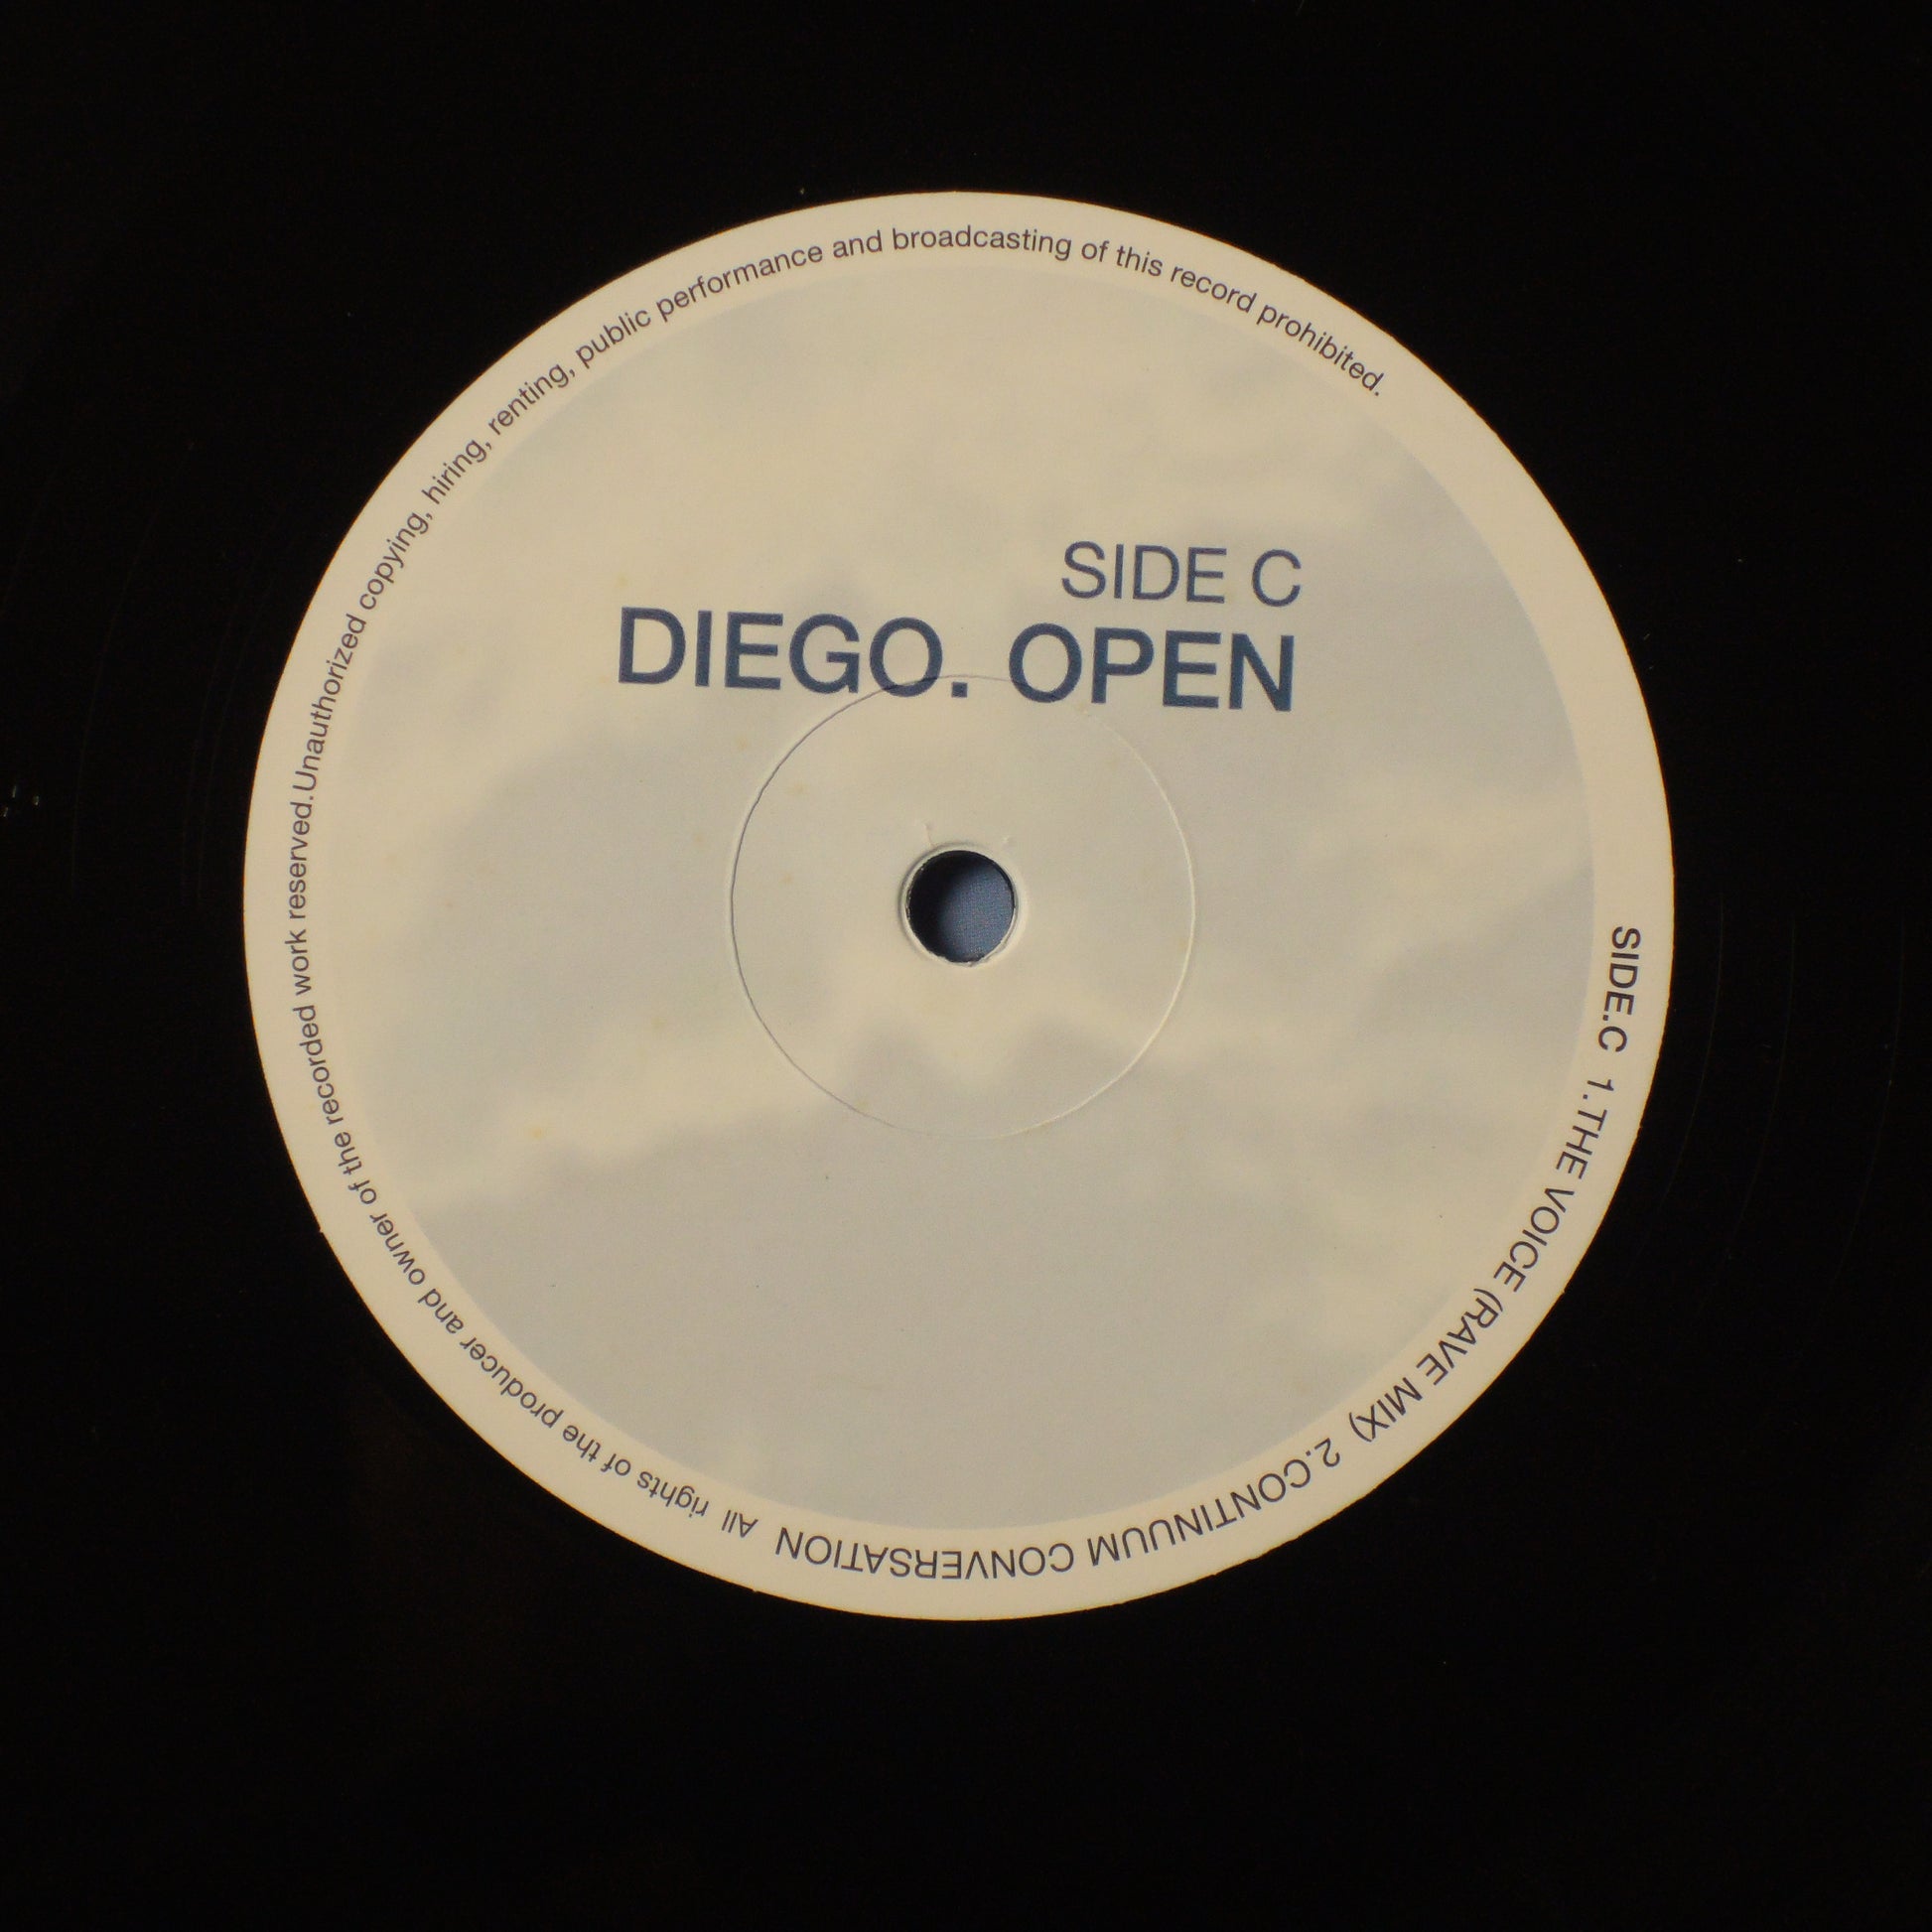 SIDE C
DIEGO. OPEN
SIDE.C 1.THE VOICE (RAVE MIX) 2.CONTINUUM CONVERSATION All rights of the producer and owner of the recorded work reserved.Unauthorized copying, hiring, renting, public performance and broadcasting of this record prohibited.